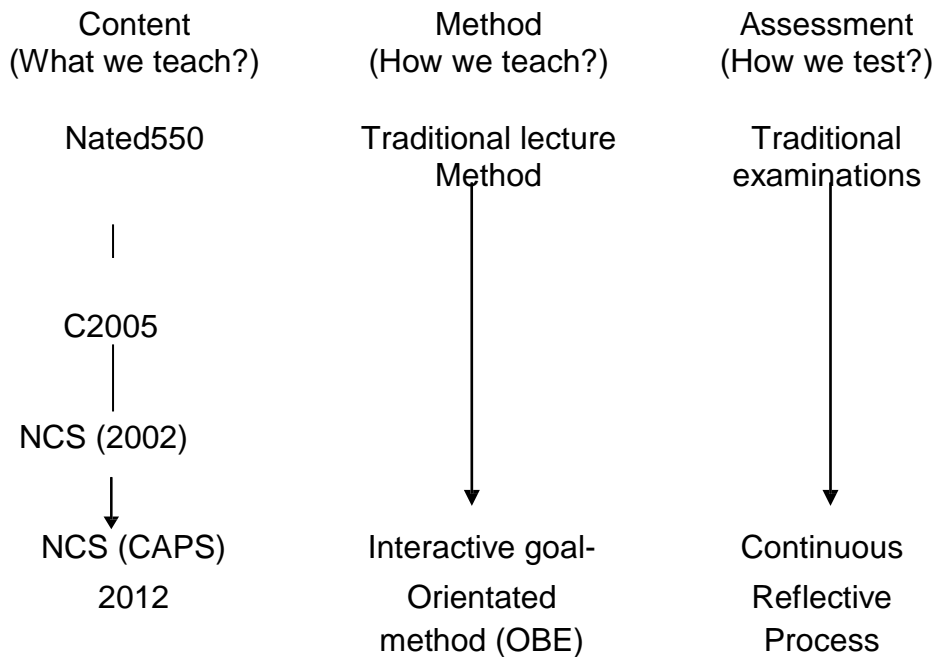 Content
(What we teach?)
Nated550
C2005
NCS (2002)
NCS (CAPS)
2012
Method
(How we teach?)
Traditional lecture
Method
Interactive goal-
Orientated
method (OBE)
Assessment
(How we test?)
Traditional
examinations
Continuous
Reflective
Process